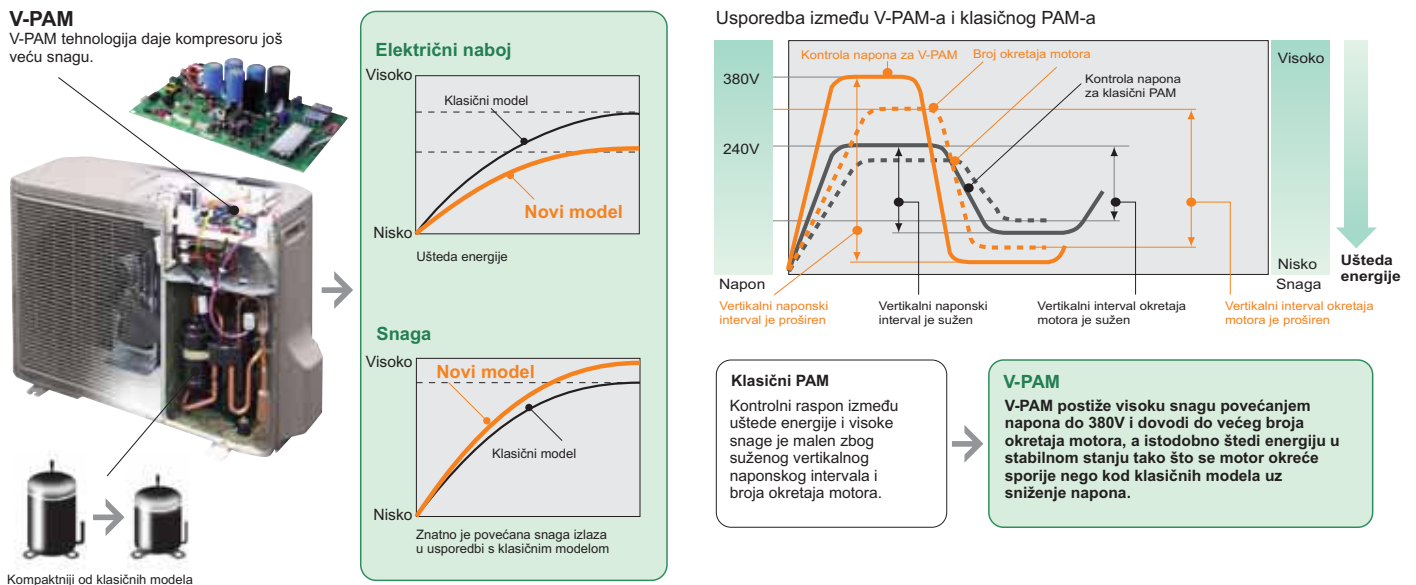 V-PAM
V-PAM tehnologija daje kompresoru još
veću snagu.
Kompaktniji od klasičnih modela
Električni naboj
Visoko
Klasični model
Novi model
Nisko
Ušteda energije
Snaga
Visoko
Novi model
Klasični model
Nisko
Znatno je povećana snaga izlaza
u usporedbi s klasičnim modelom
Usporedba između V-PAM-a i klasičnog PAM-a
Kontrola napona za V-PAM
Broj okretaja motora
Visoko
380V
Kontrola napona
za klasični PAM
240V
Nisko
Napon
Snaga
Ušteda
energije
Vertikalni naponski
interval je proširen
Vertikalni naponski
interval je sužen
Vertikalni interval okretaja
motora je sužen
Vertikalni interval okretaja
motora je proširen
Klasični PAM
Kontrolni raspon između
uštede energije i visoke
snage je malen zbog
suženog vertikalnog
naponskog intervala i
broja okretaja motora.
V-PAM
V-PAM postiže visoku snagu povećanjem
napona do 380V i dovodi do većeg broja
okretaja motora, a istodobno štedi energiju u
stabilnom stanju tako što se motor okreće
sporije nego kod klasičnih modela uz
sniženje napona.